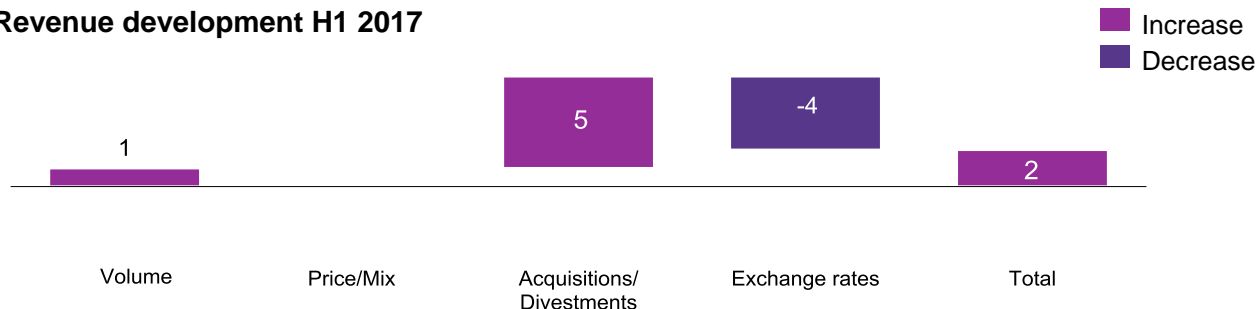 Revenue development H1 2017
Increase
Decrease
1
5
-4
2
Volume
Price/Mix
Acquisitions/
Divestments
Exchange rates
Total